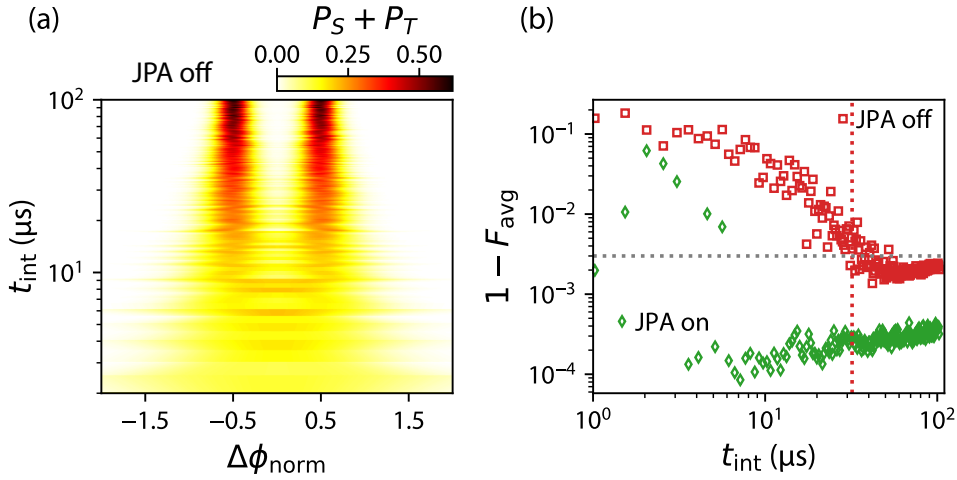 (a)
P_S + P_T
0.00 0.25 0.50
JPA off
10²
10¹
t_int (µs)
−1.5 −0.5 0.5 1.5
Δϕ_norm
(b)
JPA off
10⁻¹
10⁻²
10⁻³
10⁻⁴
1 − F_avg
JPA on
10⁰ 10¹ 10²
t_int (µs)